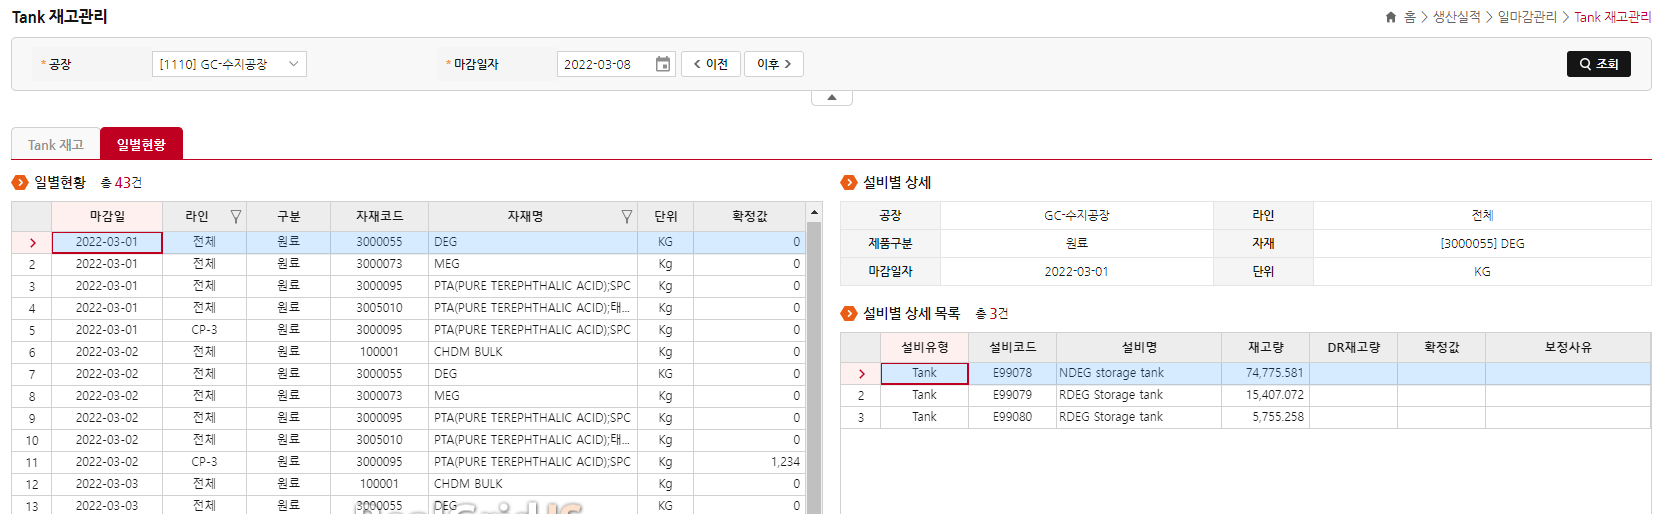 Tank 재고관리
홈 > 생산실적 > 일마감관리 > Tank 재고관리
* 공장 [1110] GC-수지공장 * 마감일자 2022-03-08 < 이전 이후 > 조회
Tank 재고 일별현황
일별현황 총 43건
마감일 라인 구분 자재코드 자재명 단위 확정값
> 2022-03-01 전체 원료 3000055 DEG KG 0
2 2022-03-01 전체 원료 3000073 MEG Kg 0
3 2022-03-01 전체 원료 3000095 PTA(PURE TEREPHTHALIC ACID);SPC Kg 0
4 2022-03-01 전체 원료 3005010 PTA(PURE TEREPHTHALIC ACID);태... Kg 0
5 2022-03-01 CP-3 원료 3000095 PTA(PURE TEREPHTHALIC ACID);SPC Kg 0
6 2022-03-02 전체 원료 100001 CHDM BULK Kg 0
7 2022-03-02 전체 원료 3000055 DEG KG 0
8 2022-03-02 전체 원료 3000073 MEG Kg 0
9 2022-03-02 전체 원료 3000095 PTA(PURE TEREPHTHALIC ACID);SPC Kg 0
10 2022-03-02 전체 원료 3005010 PTA(PURE TEREPHTHALIC ACID);태... Kg 0
11 2022-03-02 CP-3 원료 3000095 PTA(PURE TEREPHTHALIC ACID);SPC Kg 1,234
12 2022-03-03 전체 원료 100001 CHDM BULK Kg 0
13 2022-03-03 전체 원료 3000055 DEG KG 0
설비별 상세
공장 GC-수지공장 라인 전체
제품구분 원료 자재 [3000055] DEG
마감일자 2022-03-01 단위 KG
설비별 상세 목록 총 3건
설비유형 설비코드 설비명 재고량 DR재고량 확정값 보정사유
> Tank E99078 NDEG storage tank 74,775.581
2 Tank E99079 RDEG Storage tank 15,407.072
3 Tank E99080 RDEG Storage tank 5,755.258